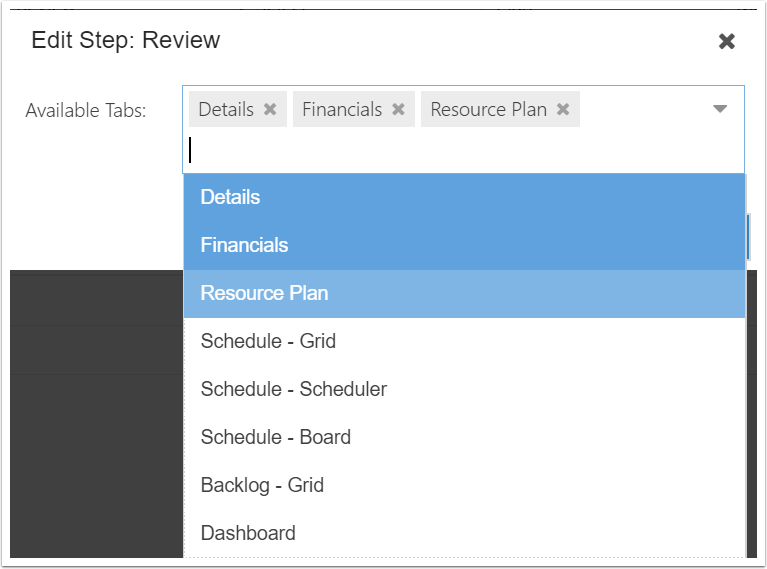 Edit Step: Review
Available Tabs:
Details Financials Resource Plan
Details
Financials
Resource Plan
Schedule - Grid
Schedule - Scheduler
Schedule - Board
Backlog - Grid
Dashboard